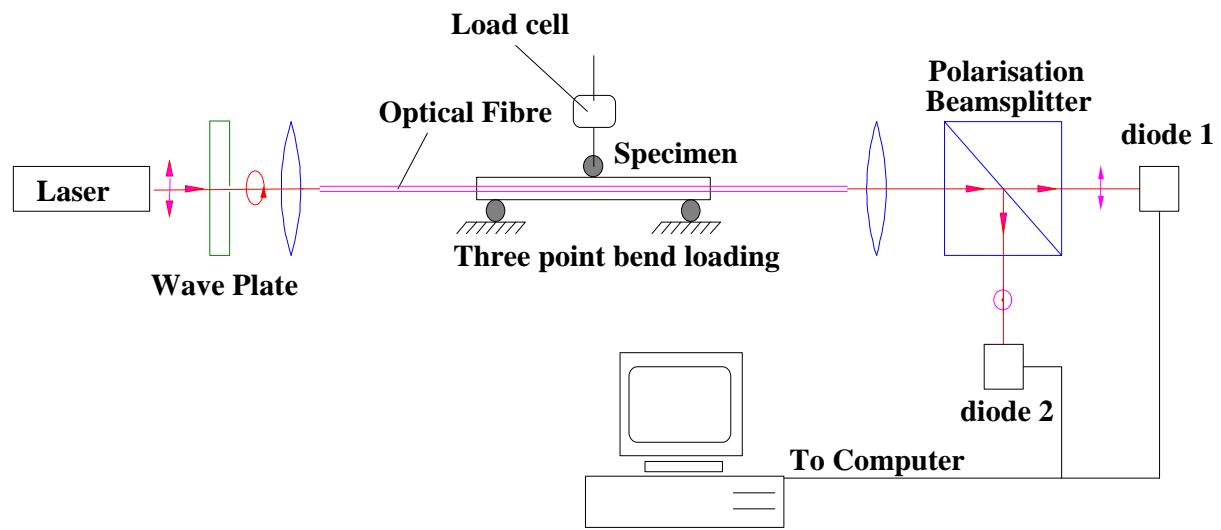 Load cell
Optical Fibre
Specimen
Polarisation
Beamsplitter
diode 1
Laser
Wave Plate
Three point bend loading
diode 2
To Computer